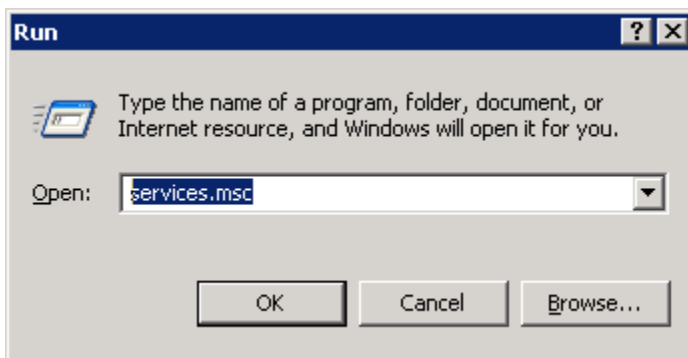 Run
Type the name of a program, folder, document, or
Internet resource, and Windows will open it for you.
Open: services.msc
OK Cancel Browse...